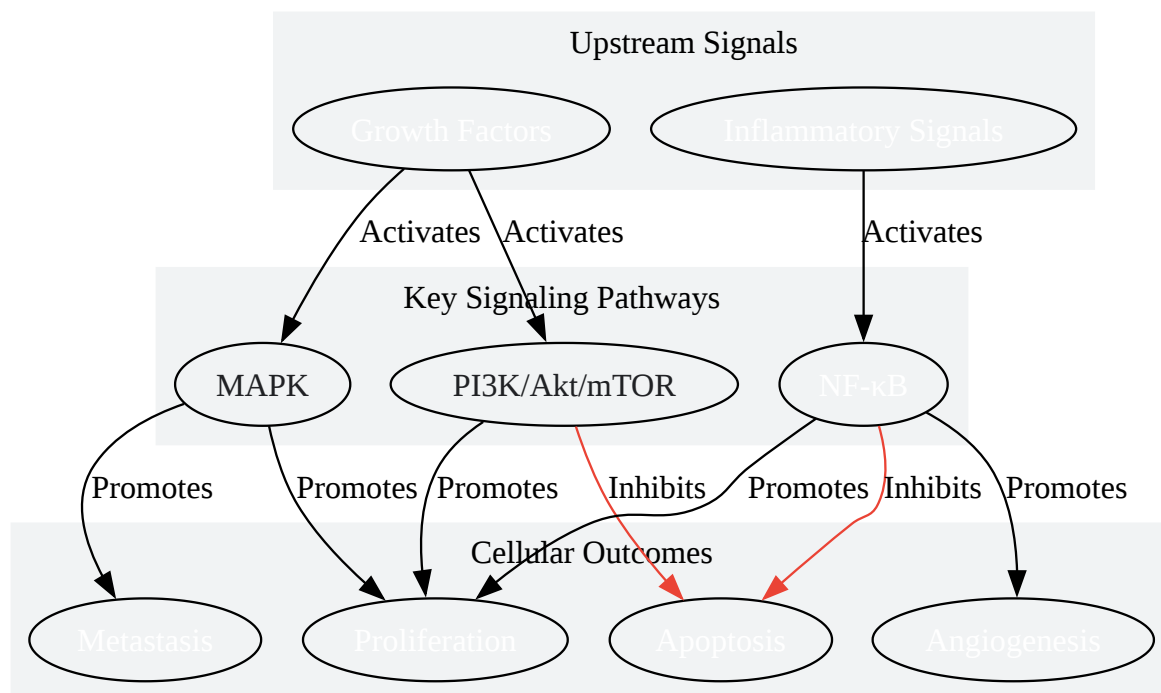 Upstream Signals
Growth Factors
Inflammatory Signals
Activates
Activates
Activates
Key Signaling Pathways
MAPK
PI3K/Akt/mTOR
NF-κB
Promotes
Promotes
Promotes
Inhibits
Promotes
Inhibits
Promotes
Cellular Outcomes
Metastasis
Proliferation
Apoptosis
Angiogenesis